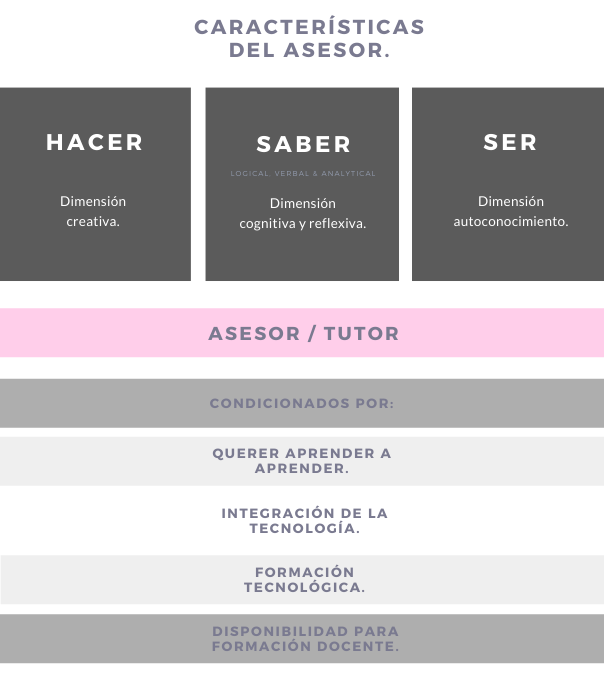 CARACTERÍSTICAS
DEL ASESOR.
HACER
Dimensión
creativa.
SABER
LOGICAL. VERBAL & ANALYTICAL
Dimensión
cognitiva y reflexiva.
SER
Dimensión
autoconocimiento.
ASESOR / TUTOR
CONDICIONADOS POR:
QUERER APRENDER A
APRENDER.
INTEGRACIÓN DE LA
TECNOLOGÍA.
FORMACIÓN
TECNOLÓGICA.
DISPONIBILIDAD PARA
FORMACIÓN DOCENTE.